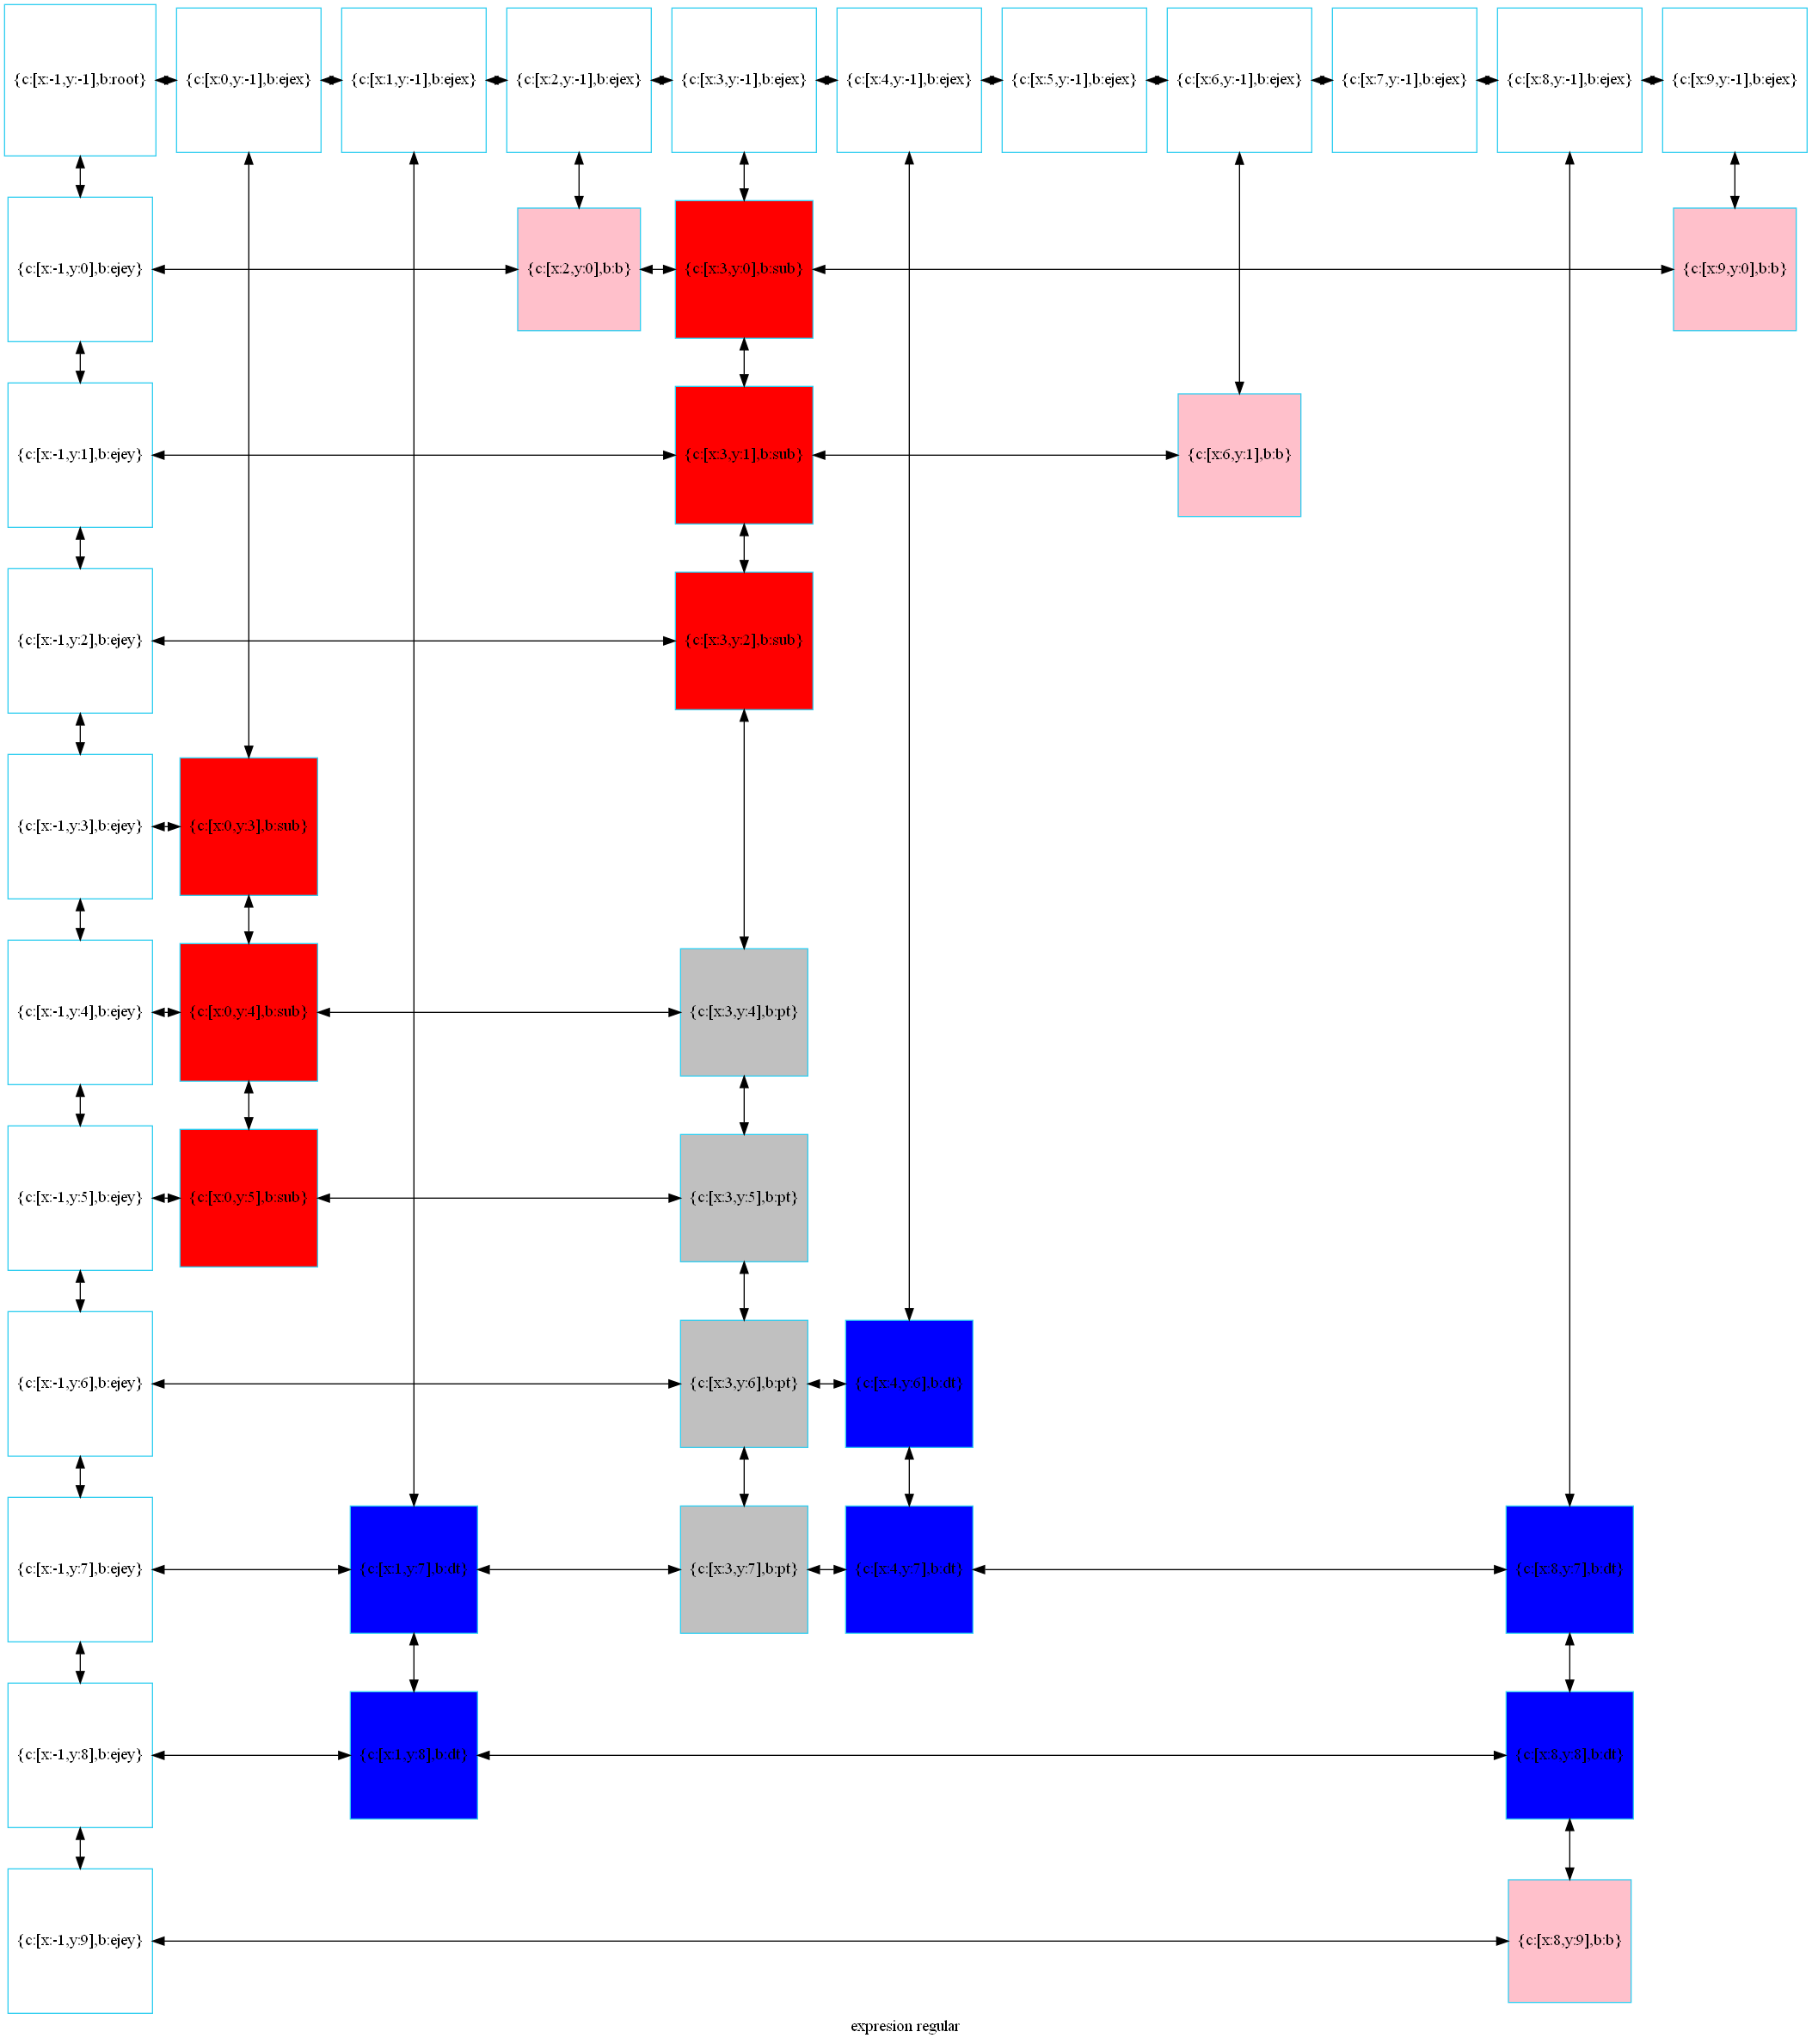 {c:[x:-1,y:-1],b:root}
{c:[x:0,y:-1],b:ejex}
{c:[x:1,y:-1],b:ejex}
{c:[x:2,y:-1],b:ejex}
{c:[x:3,y:-1],b:ejex}
{c:[x:4,y:-1],b:ejex}
{c:[x:5,y:-1],b:ejex}
{c:[x:6,y:-1],b:ejex}
{c:[x:7,y:-1],b:ejex}
{c:[x:8,y:-1],b:ejex}
{c:[x:9,y:-1],b:ejex}
{c:[x:-1,y:0],b:ejey}
{c:[x:2,y:0],b:b}
{c:[x:3,y:0],b:sub}
{c:[x:9,y:0],b:b}
{c:[x:-1,y:1],b:ejey}
{c:[x:3,y:1],b:sub}
{c:[x:6,y:1],b:b}
{c:[x:-1,y:2],b:ejey}
{c:[x:3,y:2],b:sub}
{c:[x:-1,y:3],b:ejey}
{c:[x:0,y:3],b:sub}
{c:[x:-1,y:4],b:ejey}
{c:[x:0,y:4],b:sub}
{c:[x:3,y:4],b:pt}
{c:[x:-1,y:5],b:ejey}
{c:[x:0,y:5],b:sub}
{c:[x:3,y:5],b:pt}
{c:[x:-1,y:6],b:ejey}
{c:[x:3,y:6],b:pt}
{c:[x:4,y:6],b:dt}
{c:[x:-1,y:7],b:ejey}
{c:[x:1,y:7],b:dt}
{c:[x:3,y:7],b:pt}
{c:[x:4,y:7],b:dt}
{c:[x:8,y:7],b:dt}
{c:[x:-1,y:8],b:ejey}
{c:[x:1,y:8],b:dt}
{c:[x:8,y:8],b:dt}
{c:[x:-1,y:9],b:ejey}
{c:[x:8,y:9],b:b}
expresion regular